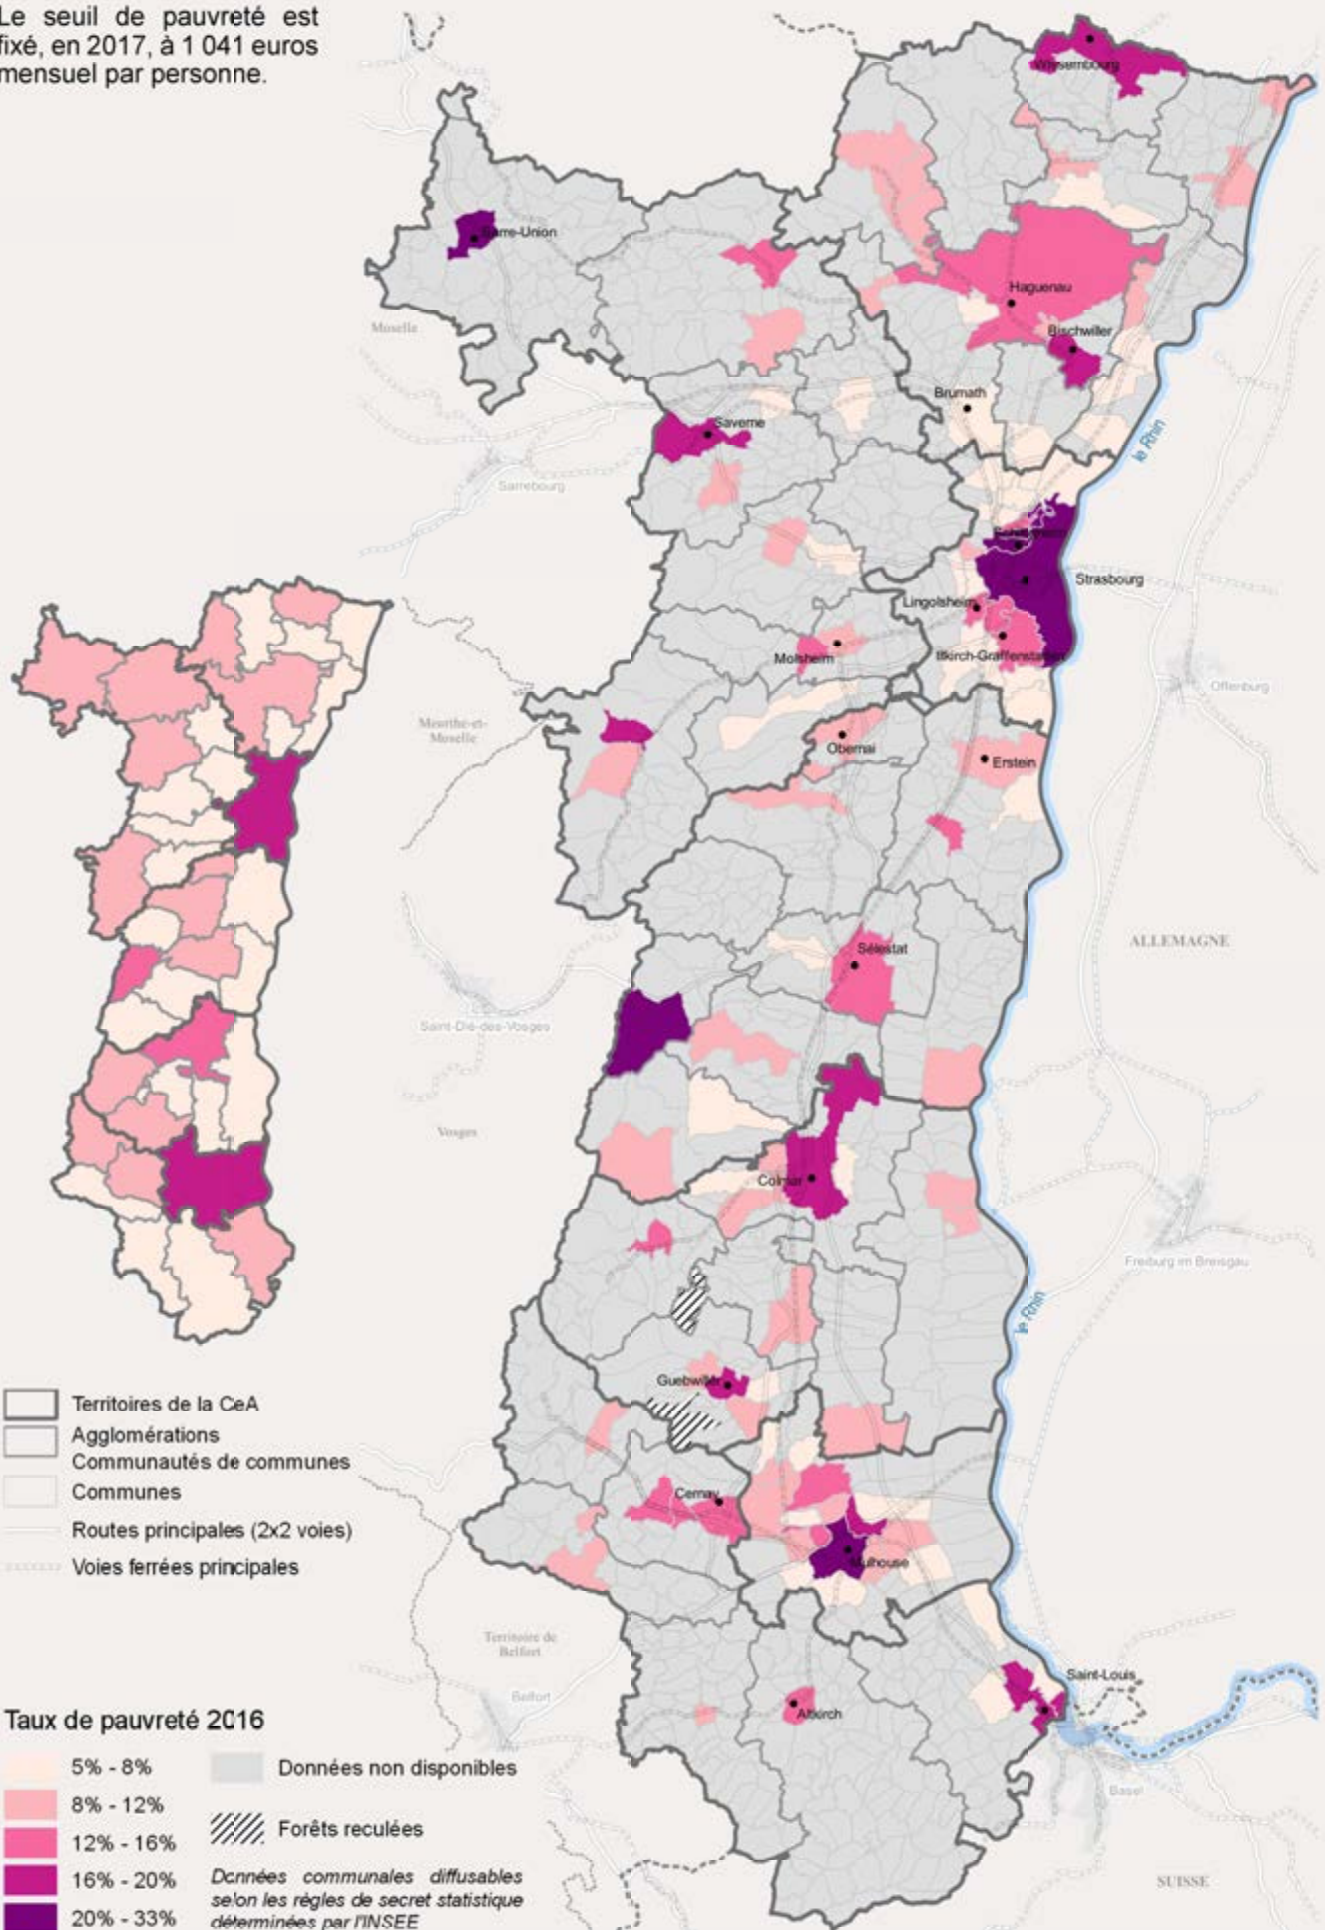 Le seuil de pauvreté est
fixé, en 2017, à 1 041 euros
mensuel par personne.
Wissembourg
Sarre-Union
Haguenau
Moselle
Bischwiller
Brumath
Saverne
le Rhin
Sarrebourg
Strasbourg
Lingolsheim
Molsheim
Illkirch-Graffenstaden
Offenburg
Meurthe-et-
Moselle
Obernai
Erstein
ALLEMAGNE
Sélestat
Saint-Dié-des-Vosges
Vosges
Colmar
Freiburg im Breisgau
le Rhin
Guebwiller
Territoires de la CeA
Agglomérations
Communautés de communes
Communes
Routes principales (2x2 voies)
Voies ferrées principales
Cernay
Mulhouse
Territoire de
Belfort
Saint-Louis
Belfort
Altkirch
Basel
SUISSE
Taux de pauvreté 2016
5% - 8%
8% - 12%
12% - 16%
16% - 20%
20% - 33%
Données non disponibles
Forêts reculées
Données communales diffusables
selon les règles de secret statistique
déterminées par l'INSEE